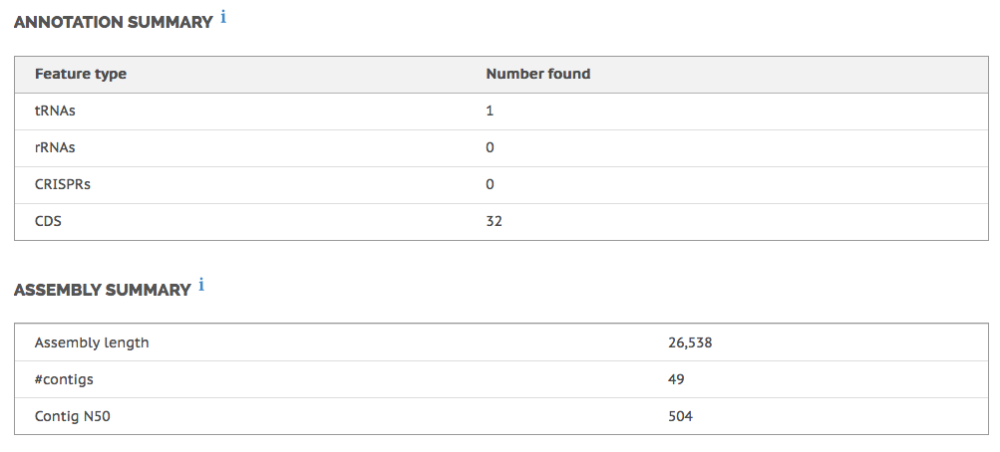 ANNOTATION SUMMARY i
Feature type Number found
tRNAs 1
rRNAs 0
CRISPRs 0
CDS 32
ASSEMBLY SUMMARY i
Assembly length 26,538
#contigs 49
Contig N50 504